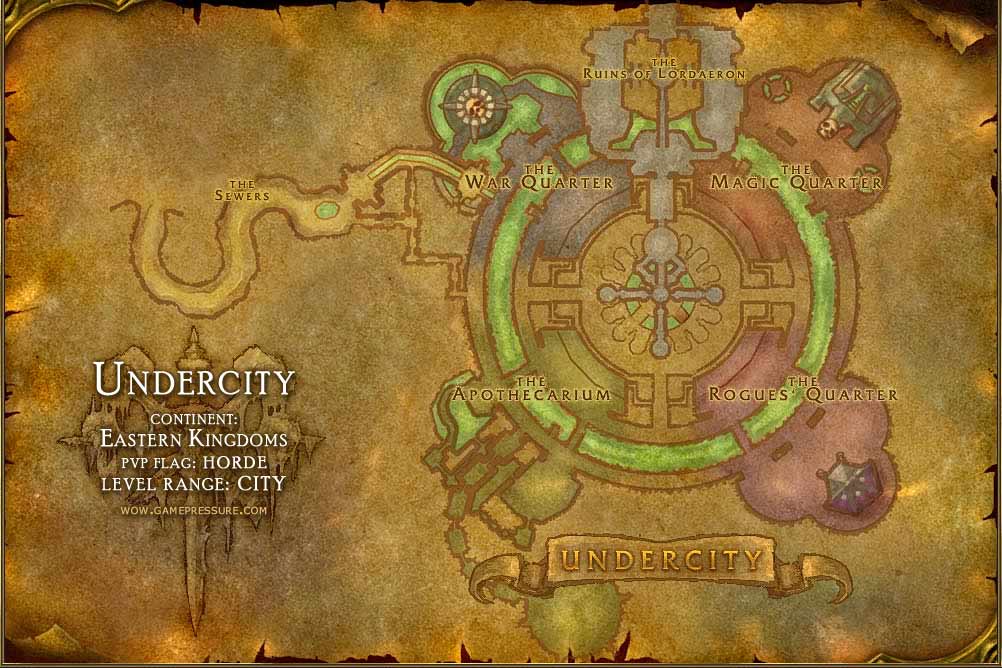 THE
RUINS OF LORDAERON
THE
SEWERS
THE
WAR QUARTER
THE
MAGIC QUARTER
UNDERCITY
CONTINENT:
EASTERN KINGDOMS
PVP FLAG: HORDE
LEVEL RANGE: CITY
WOW.GAMEPRESSURE.COM
THE
APOTHECARIUM
THE
ROGUES' QUARTER
UNDERCITY